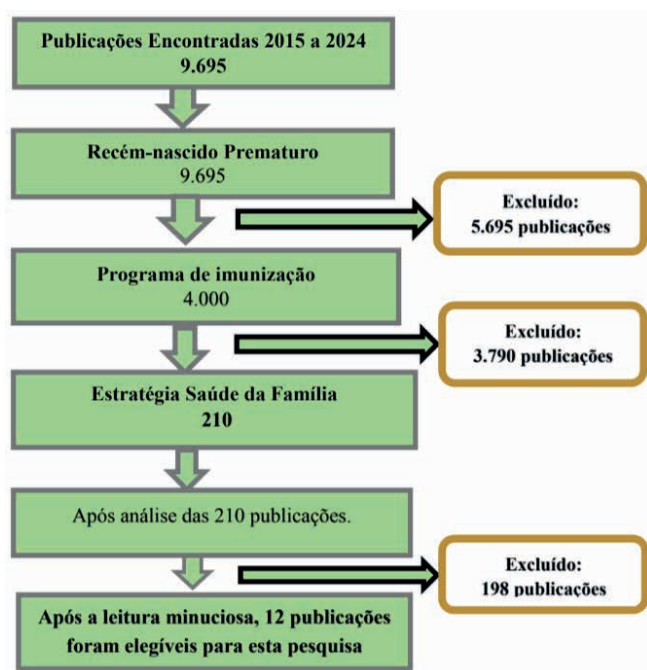 Publicações Encontradas 2015 a 2024
9.695
Recém-nascido Prematuro
9.695
Excluído:
5.695 publicações
Programa de imunização
4.000
Excluído:
3.790 publicações
Estratégia Saúde da Família
210
Após análise das 210 publicações.
Excluído:
198 publicações
Após a leitura minuciosa, 12 publicações
foram elegíveis para esta pesquisa